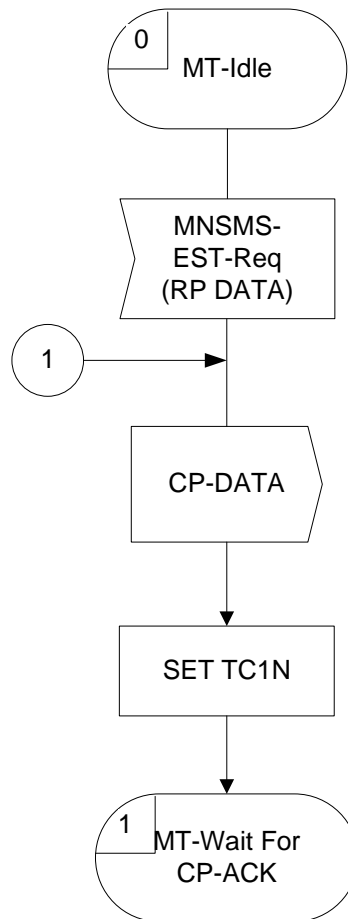 0
MT-Idle
MNSMS-
EST-Req
(RP DATA)
1
CP-DATA
SET TC1N
1
MT-Wait For
CP-ACK